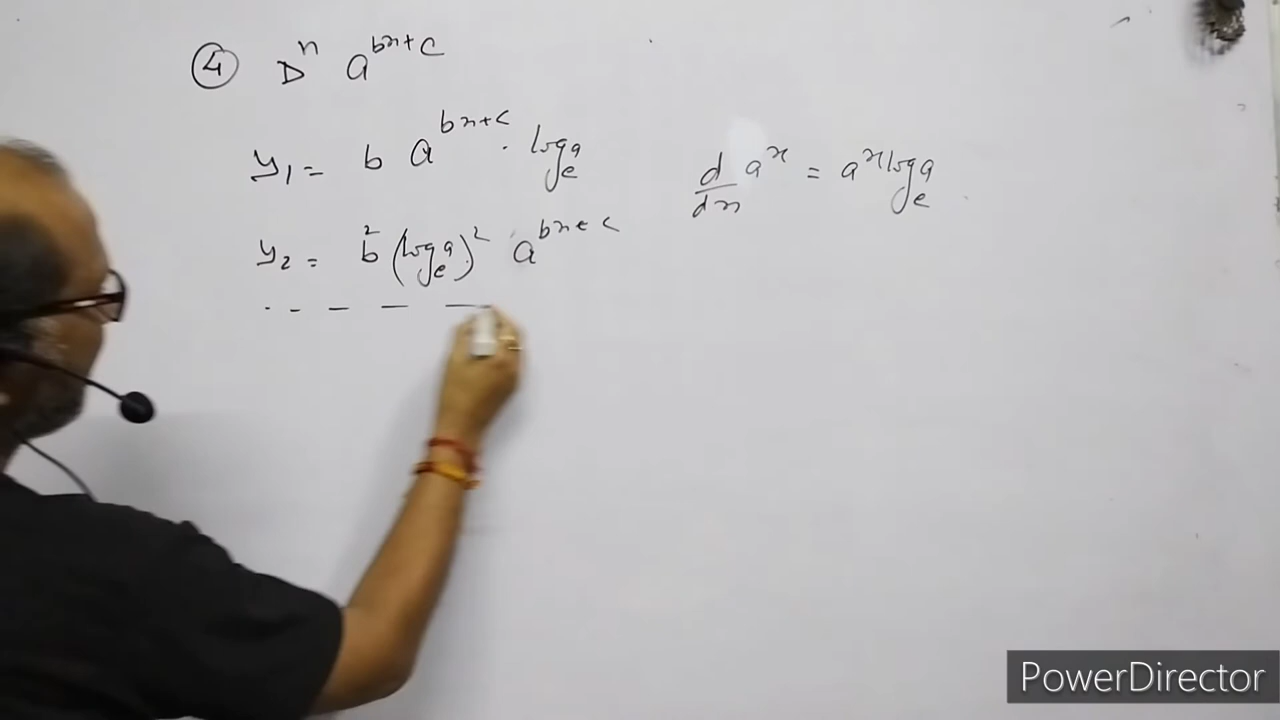 ④ Dⁿ a^(bx+c)
y₁ = b a^(bx+c) · logₑa
d/dx aˣ = aˣ logₑa
y₂ = b² (logₑa)² a^(bx+c)
. - - - -
PowerDirector